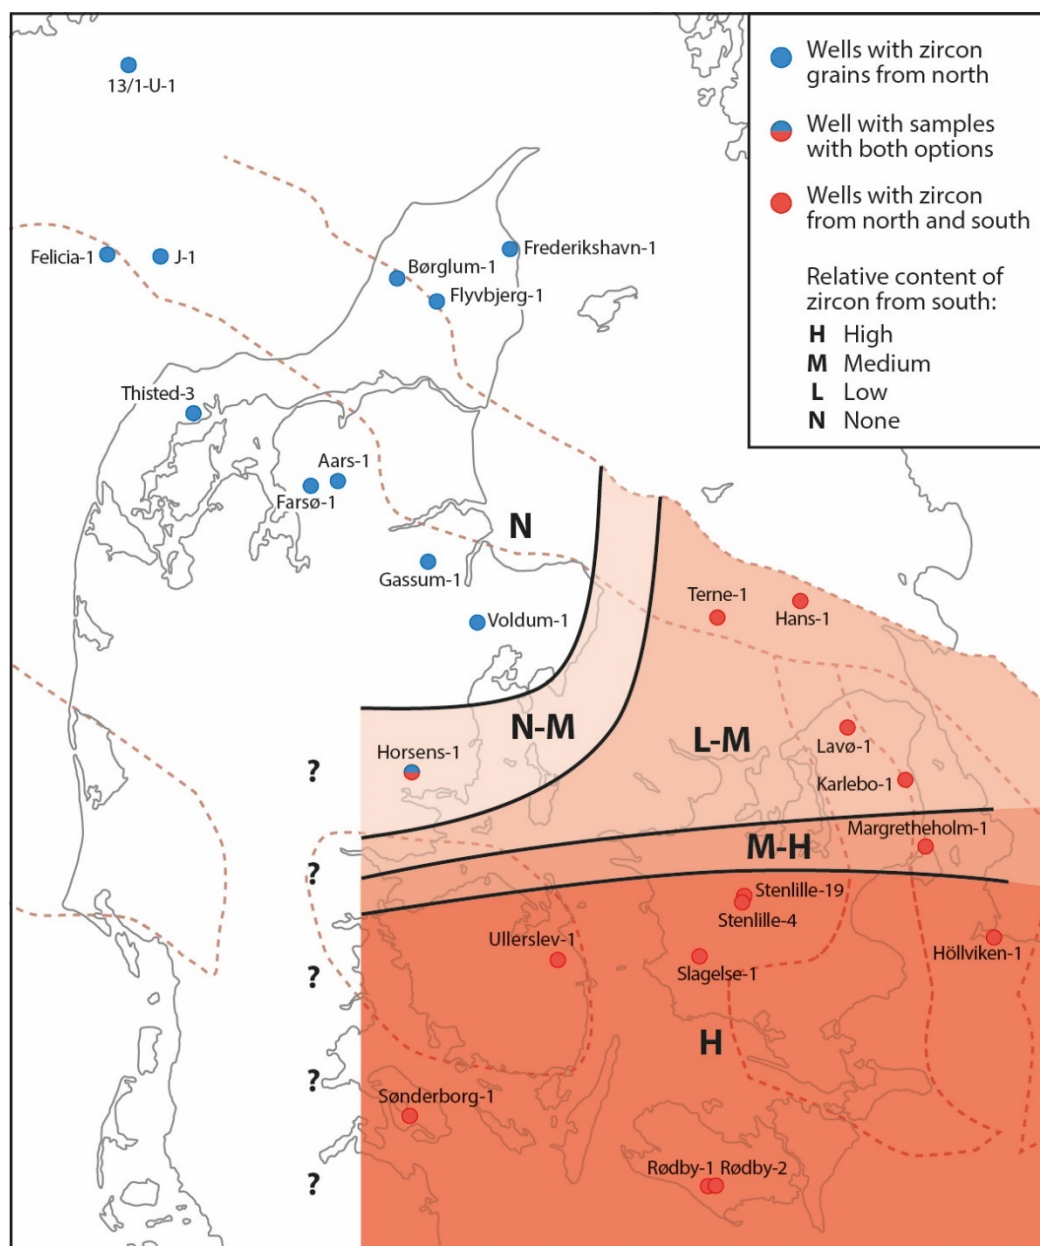 Wells with zircon
grains from north
Well with samples
with both options
Wells with zircon
from north and south
Relative content of
zircon from south:
H High
M Medium
L Low
N None
13/1-U-1
Felicia-1
J-1
Børglum-1
Frederikshavn-1
Flyvbjerg-1
Thisted-3
Aars-1
Farsø-1
N
Gassum-1
Voldum-1
Terne-1
Hans-1
N-M
L-M
Horsens-1
?
Lavø-1
Karlebo-1
Margretheholm-1
M-H
?
Stenlille-19
Stenlille-4
Ullerslev-1
Slagelse-1
Höllviken-1
?
H
?
Sønderborg-1
Rødby-1 Rødby-2
?